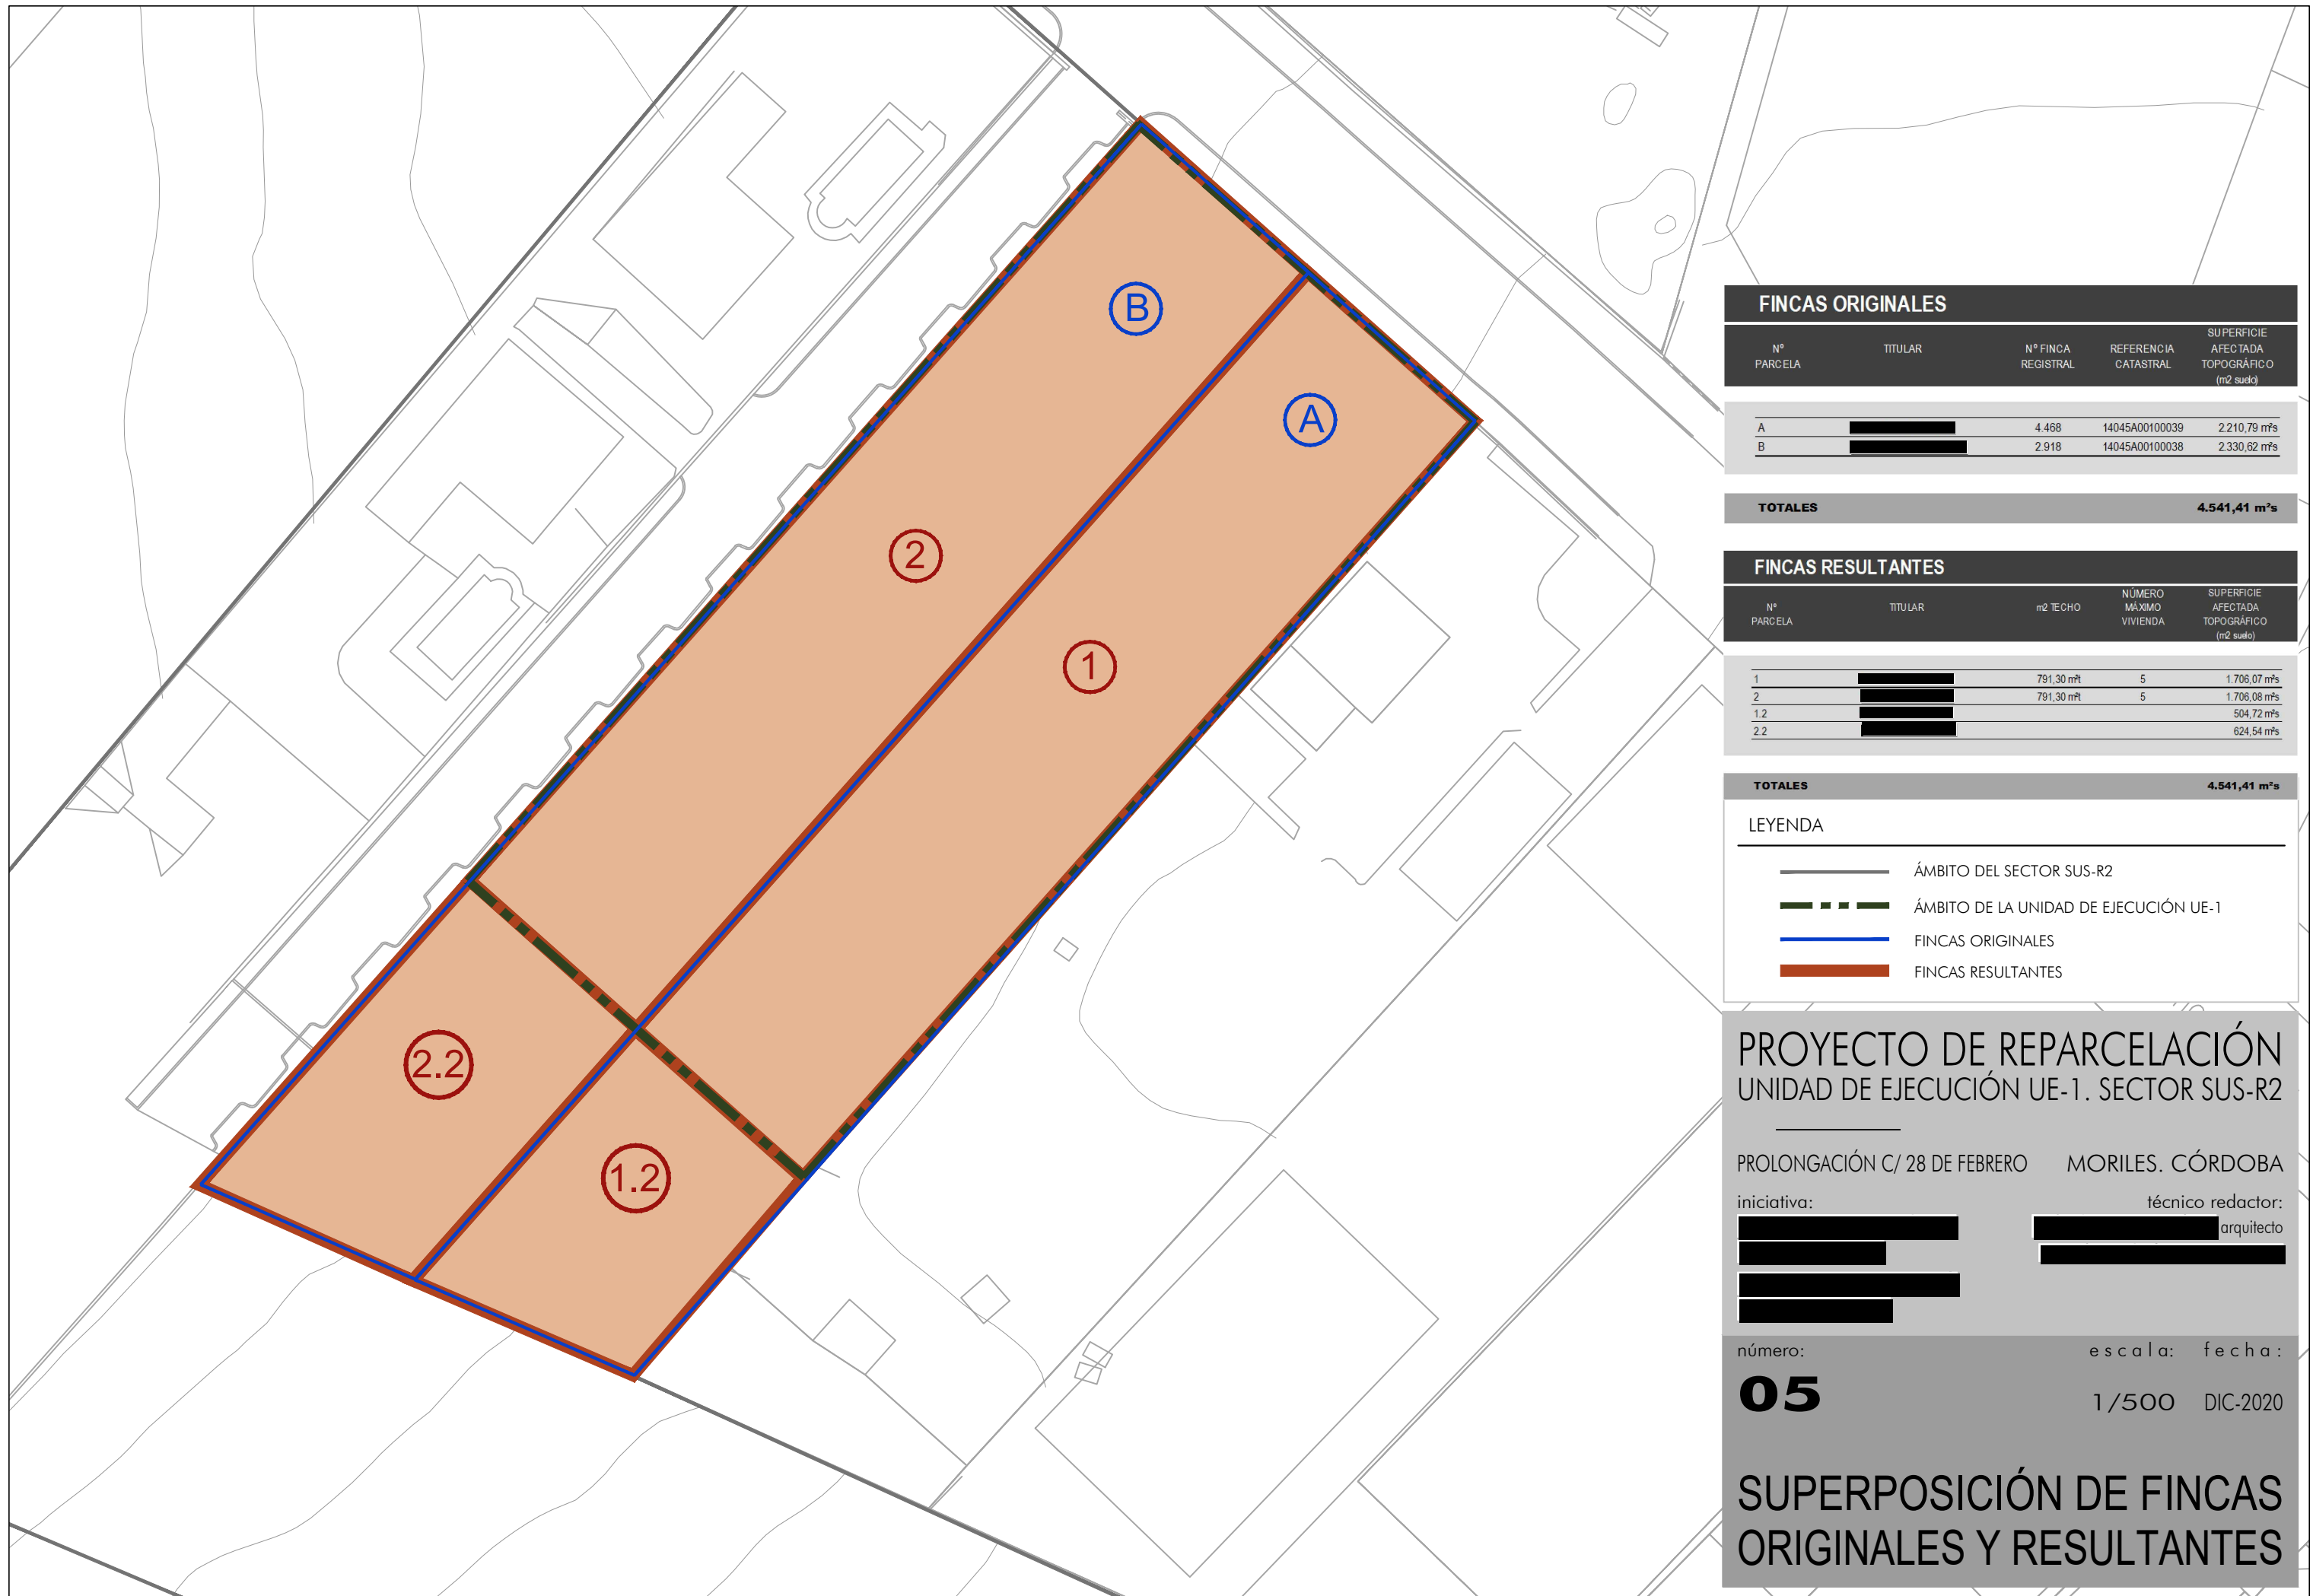 B
A
2
1
2.2
1.2
FINCAS ORIGINALES
Nº PARCELA TITULAR Nº FINCA REGISTRAL REFERENCIA CATASTRAL SUPERFICIE AFECTADA TOPOGRÁFICO (m2 suelo)
A 4.468 14045A00100039 2.210,79 m²s
B 2.918 14045A00100038 2.330,62 m²s
TOTALES 4.541,41 m²s
FINCAS RESULTANTES
Nº PARCELA TITULAR m2 TECHO NÚMERO MÁXIMO VIVIENDA SUPERFICIE AFECTADA TOPOGRÁFICO (m2 suelo)
1 791,30 m²t 5 1.706,07 m²s
2 791,30 m²t 5 1.706,08 m²s
1.2 504,72 m²s
2.2 624,54 m²s
TOTALES 4.541,41 m²s
LEYENDA
ÁMBITO DEL SECTOR SUS-R2
ÁMBITO DE LA UNIDAD DE EJECUCIÓN UE-1
FINCAS ORIGINALES
FINCAS RESULTANTES
PROYECTO DE REPARCELACIÓN
UNIDAD DE EJECUCIÓN UE-1. SECTOR SUS-R2
PROLONGACIÓN C/ 28 DE FEBRERO MORILES. CÓRDOBA
iniciativa: técnico redactor:
arquitecto
número: escala: fecha:
05 1/500 DIC-2020
SUPERPOSICIÓN DE FINCAS
ORIGINALES Y RESULTANTES